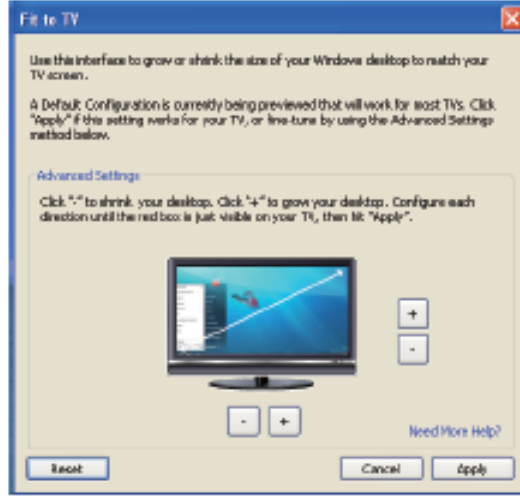 Fit to TV
Use this interface to grow or shrink the size of your Windows desktop to match your
TV screen.
A Default Configuration is currently being previewed that will work for most TVs. Click
"Apply" if this setting works for your TV, or fine-tune by using the Advanced Settings
method below.
Advanced Settings
Click "-" to shrink your desktop. Click "+" to grow your desktop. Configure each
direction until the red box is just visible on your TV, then hit "Apply".
+
-
- +
Need More Help?
Reset Cancel Apply